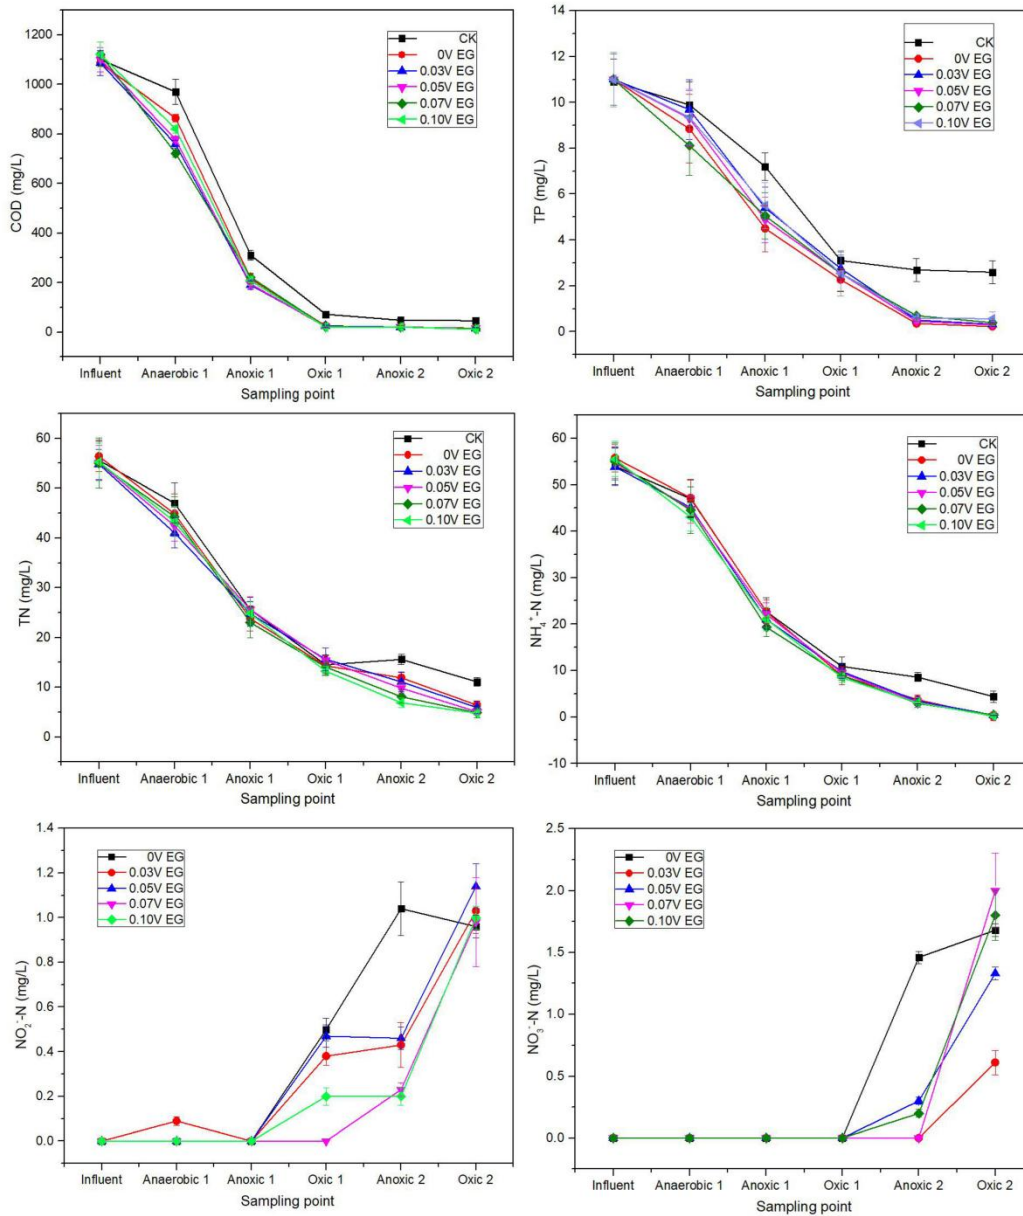 COD (mg/L)
1200
1000
800
600
400
200
0
CK
0V EG
0.03V EG
0.05V EG
0.07V EG
0.10V EG
Influent Anaerobic 1 Anoxic 1 Oxic 1 Anoxic 2 Oxic 2
Sampling point
TP (mg/L)
14
12
10
8
6
4
2
0
CK
0V EG
0.03V EG
0.05V EG
0.07V EG
0.10V EG
Influent Anaerobic 1 Anoxic 1 Oxic 1 Anoxic 2 Oxic 2
Sampling point
TN (mg/L)
60
50
40
30
20
10
0
CK
0V EG
0.03V EG
0.05V EG
0.07V EG
0.10V EG
Influent Anaerobic 1 Anoxic 1 Oxic 1 Anoxic 2 Oxic 2
Sampling point
NH₄⁺-N (mg/L)
60
50
40
30
20
10
0
-10
CK
0V EG
0.03V EG
0.05V EG
0.07V EG
0.10V EG
Influent Anaerobic 1 Anoxic 1 Oxic 1 Anoxic 2 Oxic 2
Sampling point
NO₂⁻-N (mg/L)
1.4
1.2
1.0
0.8
0.6
0.4
0.2
0.0
0V EG
0.03V EG
0.05V EG
0.07V EG
0.10V EG
Influent Anaerobic 1 Anoxic 1 Oxic 1 Anoxic 2 Oxic 2
Sampling point
NO₃⁻-N (mg/L)
2.5
2.0
1.5
1.0
0.5
0.0
0V EG
0.03V EG
0.05V EG
0.07V EG
0.10V EG
Influent Anaerobic 1 Anoxic 1 Oxic 1 Anoxic 2 Oxic 2
Sampling point